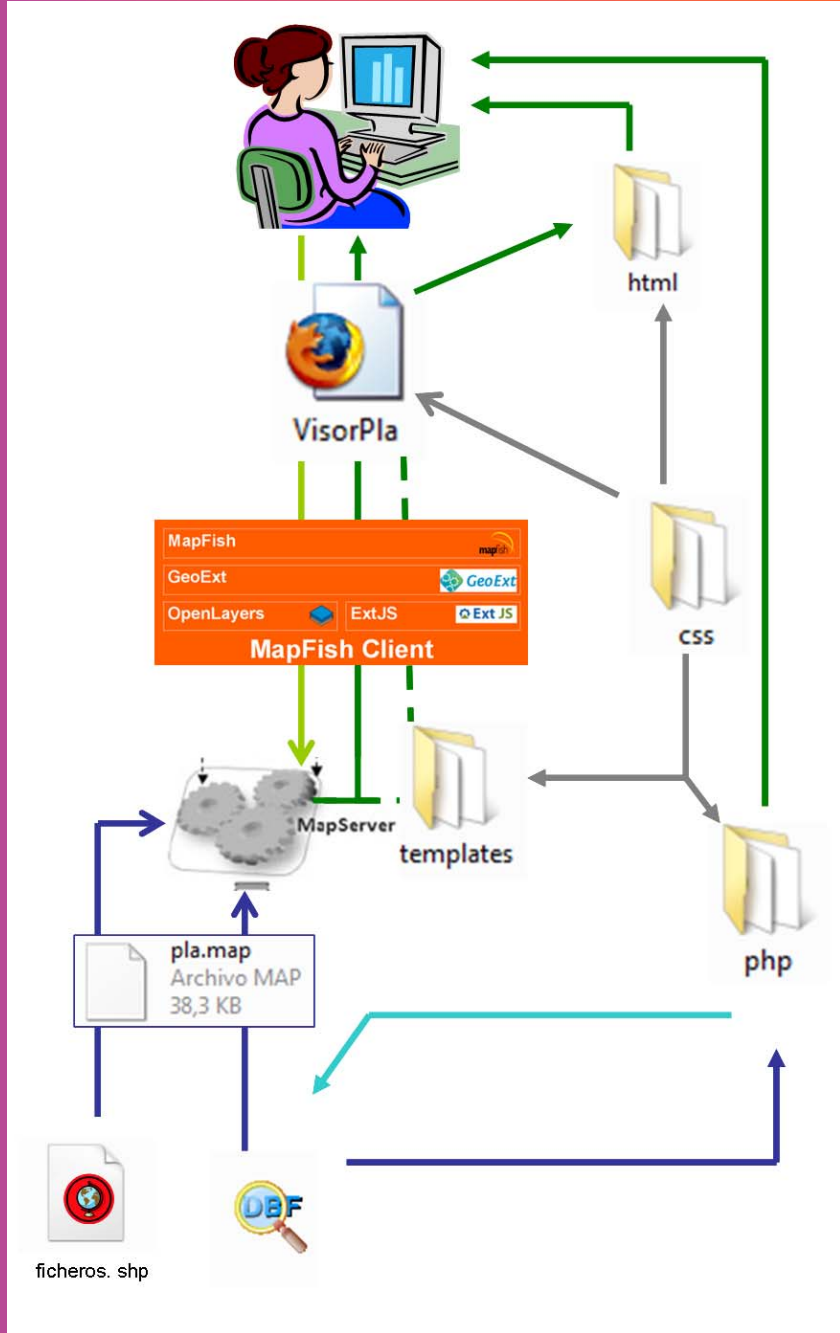 html
VisorPla
MapFish
mapfish
GeoExt
GeoExt
OpenLayers
ExtJS
Ext JS
MapFish Client
css
MapServer
templates
php
pla.map
Archivo MAP
38,3 KB
DBF
ficheros. shp